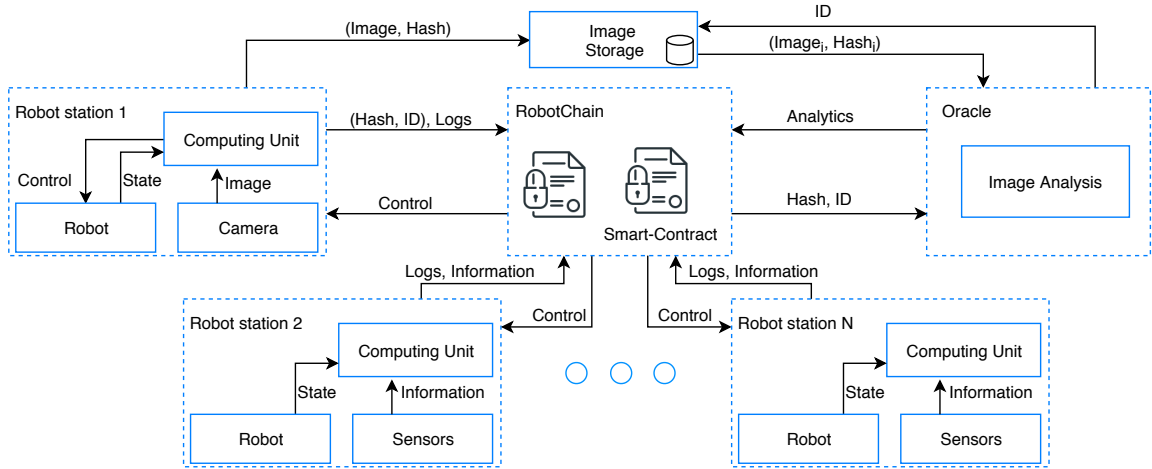 ID
(Image, Hash)
Image
Storage
(Imageᵢ, Hashᵢ)
Robot station 1
Computing Unit
Control
State
Image
Robot
Camera
(Hash, ID), Logs
Control
RobotChain
Smart-Contract
Analytics
Hash, ID
Oracle
Image Analysis
Logs, Information
Control
Robot station 2
Computing Unit
State
Information
Robot
Sensors
Logs, Information
Control
Robot station N
Computing Unit
State
Information
Robot
Sensors